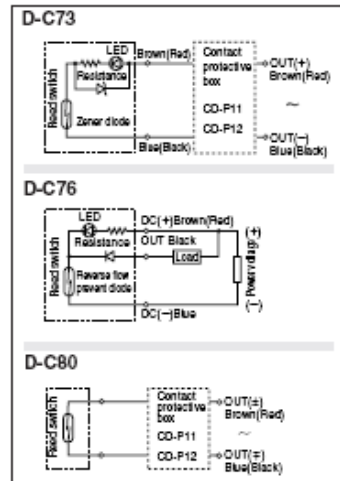 D-C73
LED
Brown(Red)
Resistance
Reed switch
Zener diode
Blue(Black)
Contact
protective
box
CD-P11
CD-P12
OUT(+)
Brown(Red)
~
OUT(−)
Blue(Black)
D-C76
LED
DC(+)Brown(Red)
OUT Black
Resistance
Load
Reed switch
Reverse flow
prevent diode
DC(−)Blue
(+)
(−)
D-C80
Reed switch
Contact
protective
box
CD-P11
CD-P12
OUT(±)
Brown(Red)
~
OUT(∓)
Blue(Black)